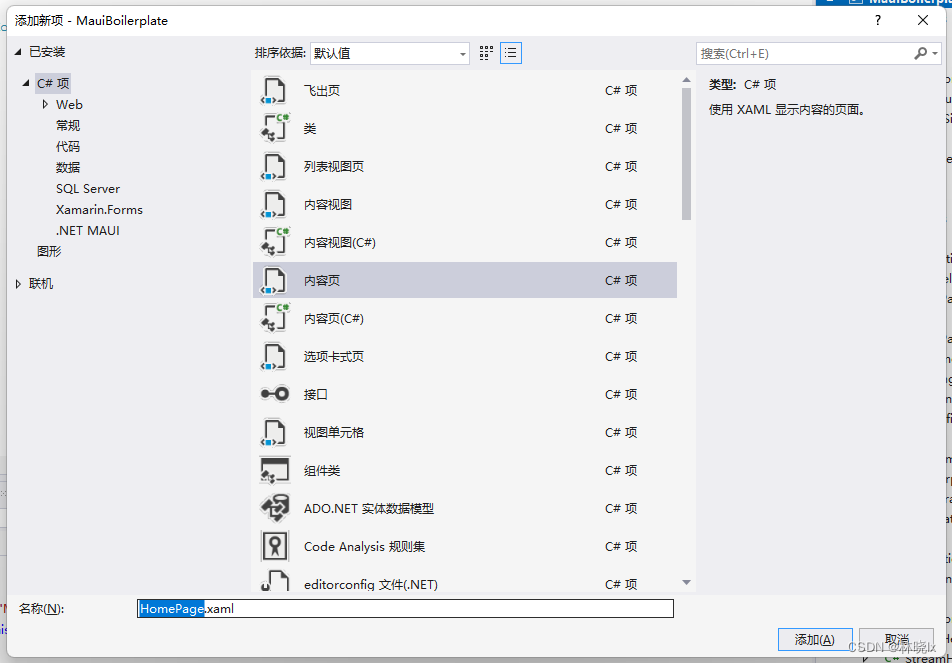 添加新项 - MauiBoilerplate
?
已安装
排序依据: 默认值
搜索(Ctrl+E)
C# 项
Web
常规
代码
数据
SQL Server
Xamarin.Forms
.NET MAUI
图形
联机
飞出页 C# 项
类 C# 项
列表视图页 C# 项
内容视图 C# 项
内容视图(C#) C# 项
内容页 C# 项
内容页(C#) C# 项
选项卡式页 C# 项
接口 C# 项
视图单元格 C# 项
组件类 C# 项
ADO.NET 实体数据模型 C# 项
Code Analysis 规则集 C# 项
editorconfig 文件(.NET) C# 项
类型: C# 项
使用 XAML 显示内容的页面。
名称(N): HomePage.xaml
添加(A) 取消
CSDN @林晓lx